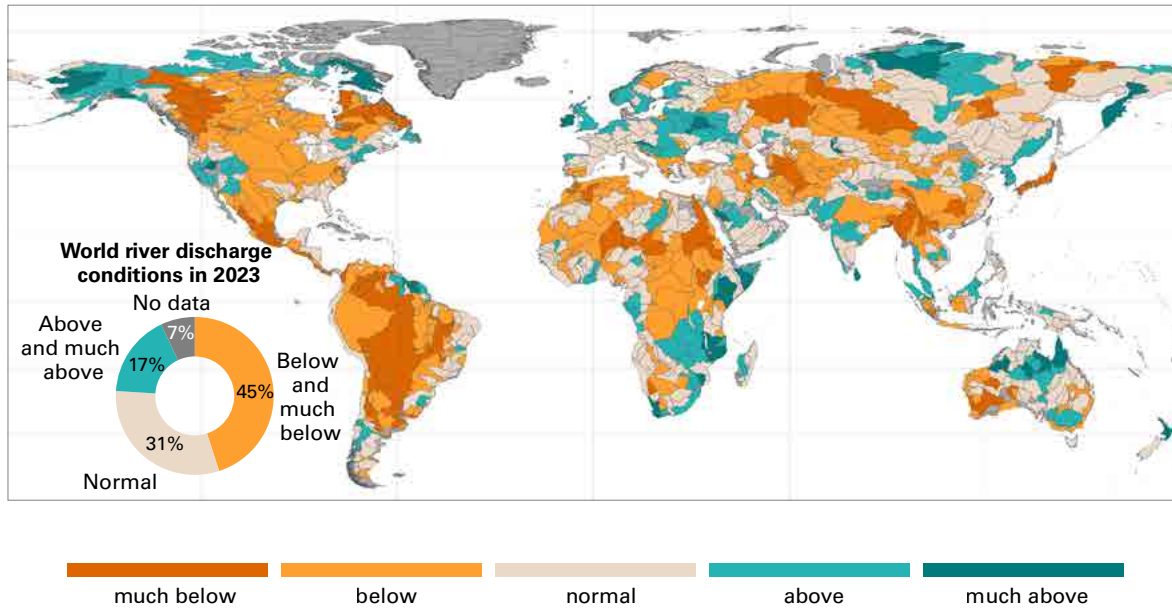 World river discharge
conditions in 2023
No data
7%
Above
and much
above
17%
Below
and
much
below
45%
31%
Normal
much below
below
normal
above
much above